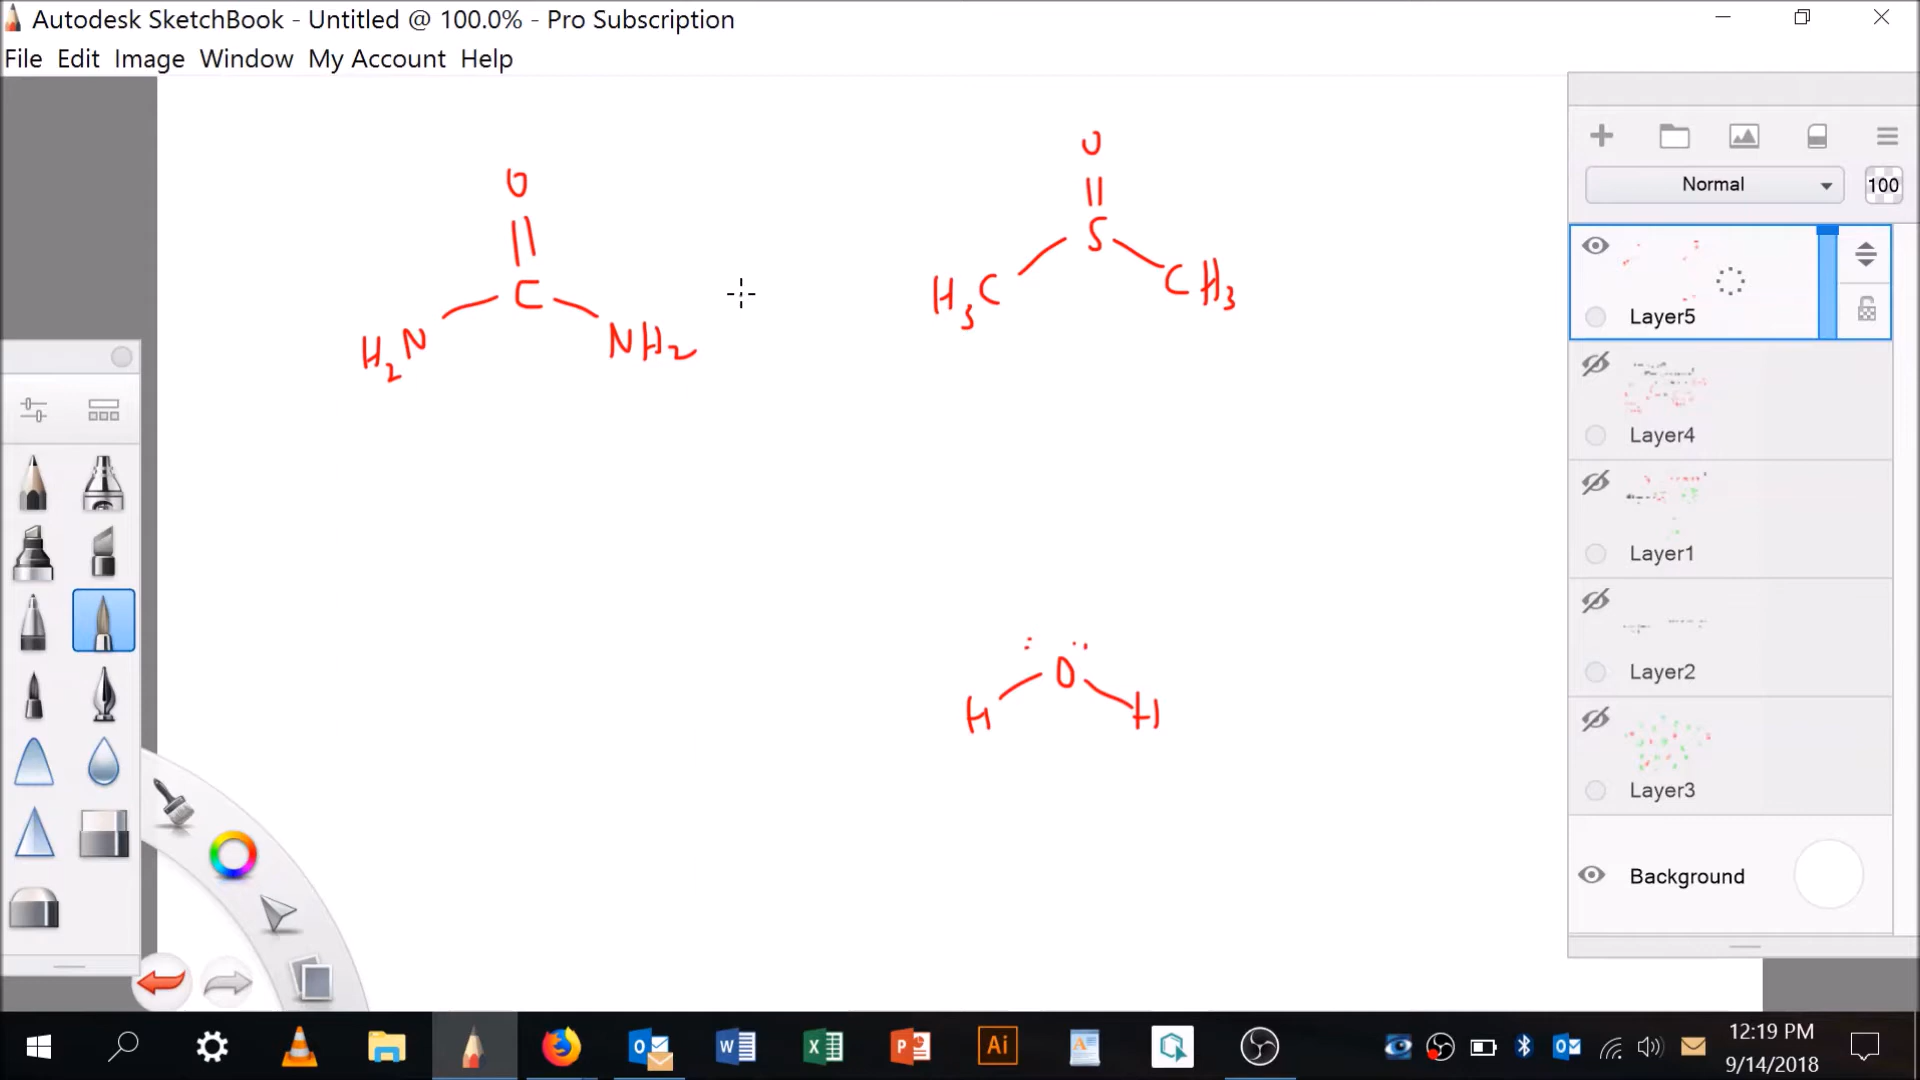 Autodesk SketchBook - Untitled @ 100.0% - Pro Subscription
File Edit Image Window My Account Help
O
C
H2N
NH2
O
S
H3C
CH3
O
H
H
Normal
100
Layer5
Layer4
Layer1
Layer2
Layer3
Background
12:19 PM
9/14/2018